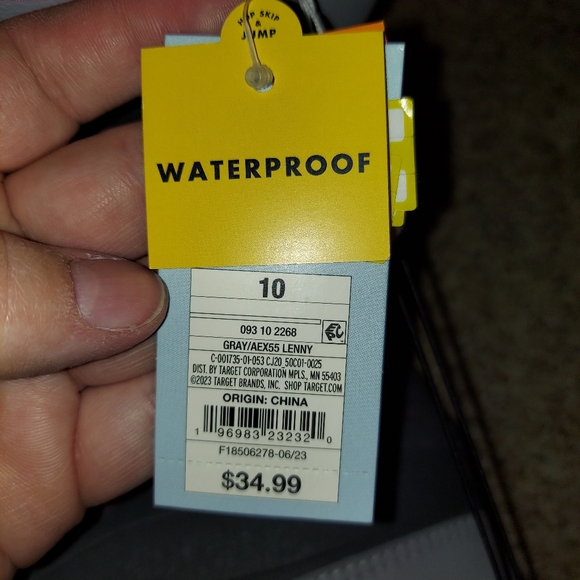 HOP SKIP
&
JUMP
WATERPROOF
10
093 10 2268
GRAY/AEX55 LENNY
C-001735-01-053 CJ20_50C01-0025
DIST. BY TARGET CORPORATION MPLS., MN 55403
©2023 TARGET BRANDS, INC. SHOP TARGET.COM
ORIGIN: CHINA
1 96983 23232 0
F18506278-06/23
$34.99